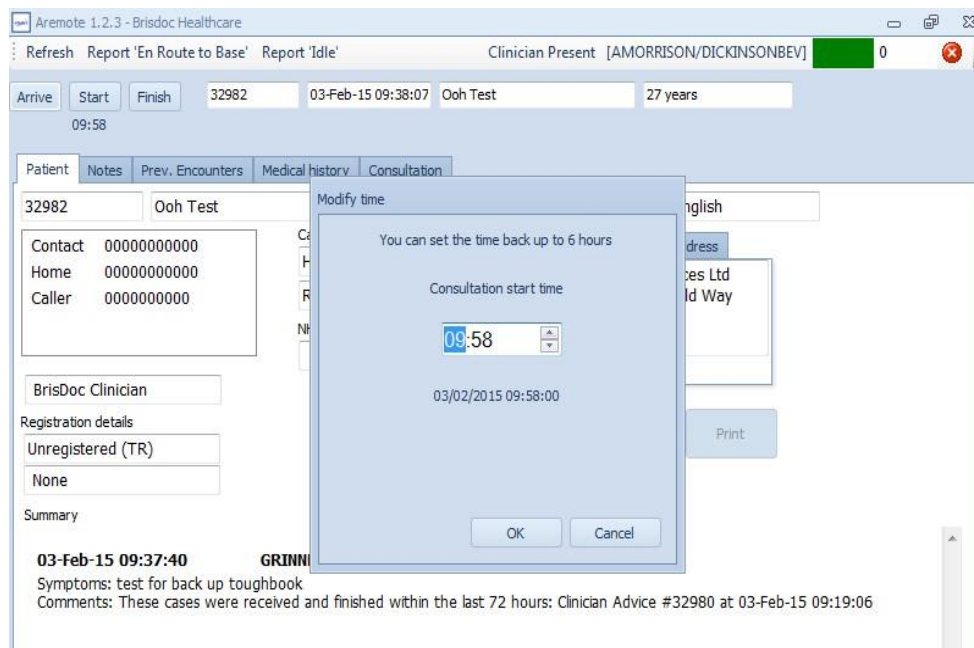 Aremote 1.2.3 - Brisdoc Healthcare
Refresh Report 'En Route to Base' Report 'Idle' Clinician Present [AMORRISON/DICKINSONBEV] 0
Arrive Start Finish 32982 03-Feb-15 09:38:07 Ooh Test 27 years
09:58
Patient Notes Prev. Encounters Medical history Consultation
Modify time
32982 Ooh Test nglish
You can set the time back up to 6 hours
Contact 00000000000
Home 00000000000
Caller 0000000000
Ca
H
R
NH
dress
ces Ltd
ld Way
Consultation start time
09:58
03/02/2015 09:58:00
BrisDoc Clinician
Registration details
Unregistered (TR)
None
Print
Summary
OK Cancel
03-Feb-15 09:37:40 GRINN
Symptoms: test for back up toughbook
Comments: These cases were received and finished within the last 72 hours: Clinician Advice #32980 at 03-Feb-15 09:19:06